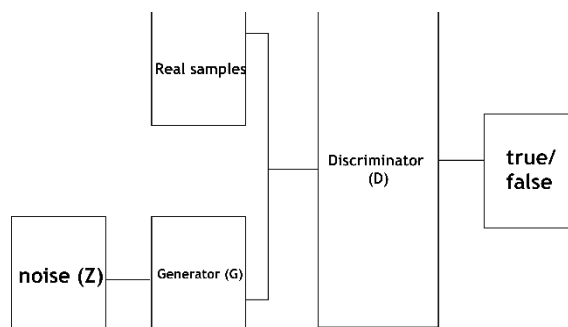 Real samples
Discriminator
(D)
true/
false
noise (Z)
Generator (G)